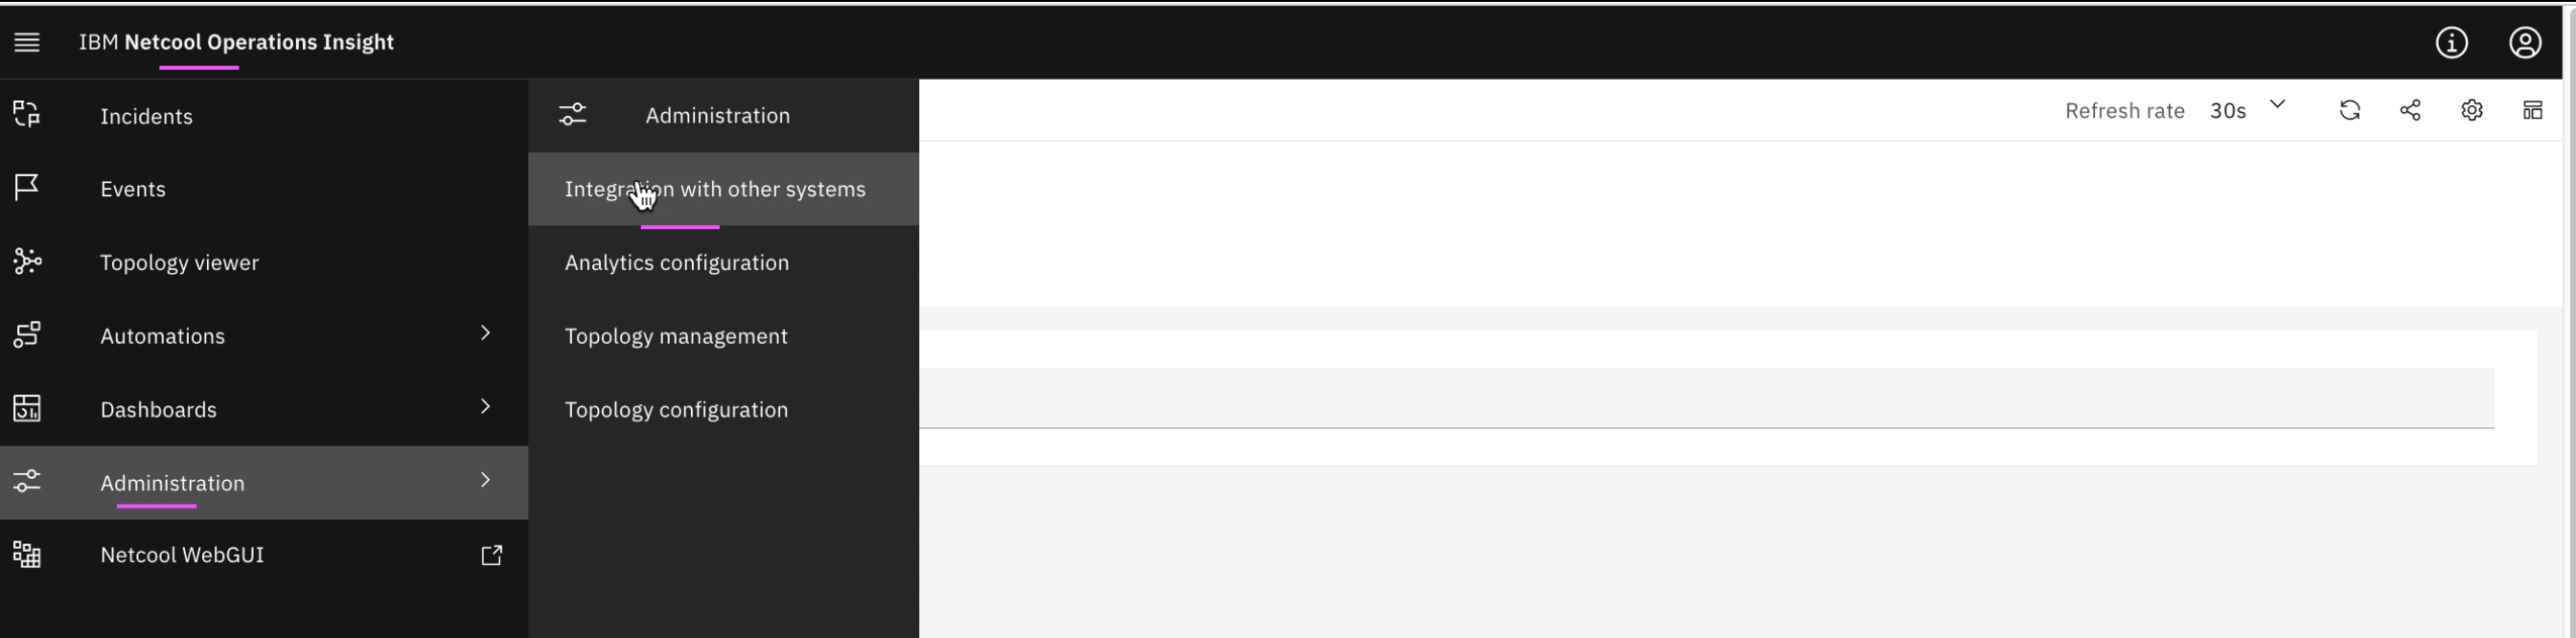 IBM Netcool Operations Insight
Incidents
Events
Topology viewer
Automations
Dashboards
Administration
Netcool WebGUI
Administration
Integration with other systems
Analytics configuration
Topology management
Topology configuration
Refresh rate 30s